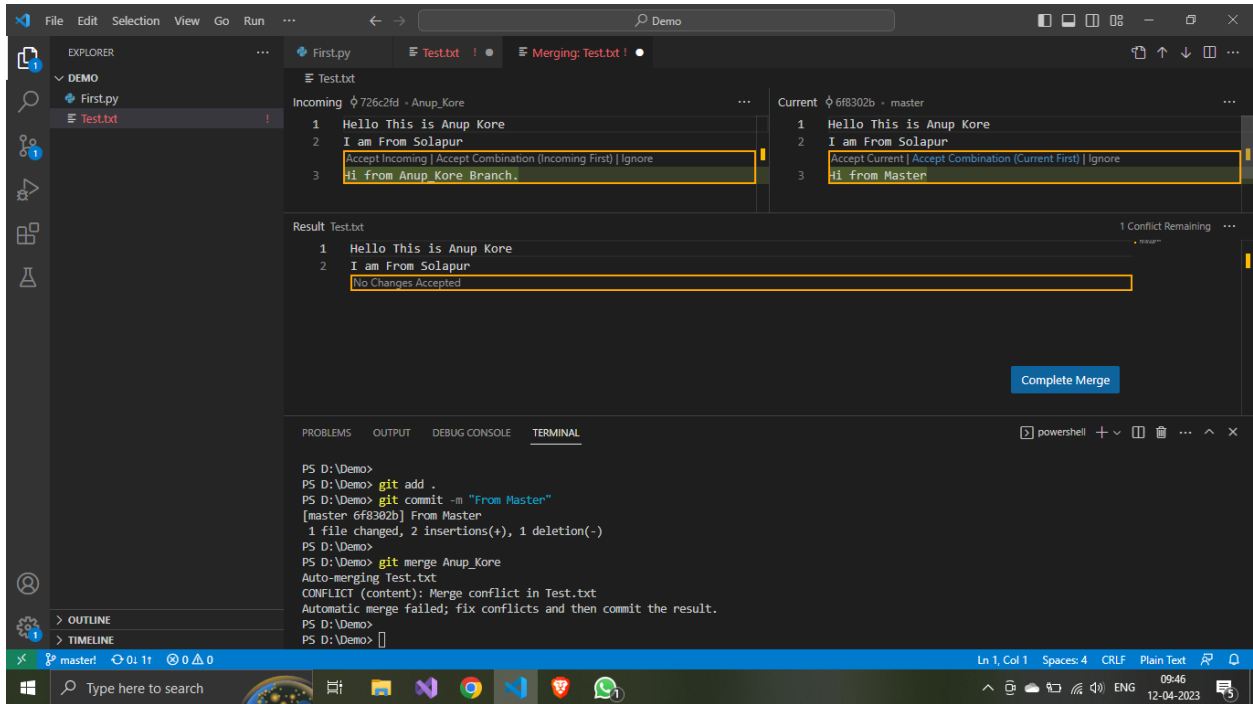 File Edit Selection View Go Run ··· Demo
EXPLORER ···
DEMO
First.py
Test.txt !
1
1
1
OUTLINE
TIMELINE
First.py Test.txt ! Merging: Test.txt !
Test.txt
Incoming 726c2fd • Anup_Kore ···
1 Hello This is Anup Kore
2 I am From Solapur
Accept Incoming | Accept Combination (Incoming First) | Ignore
3 Hi from Anup_Kore Branch.
Current 6f8302b • master ···
1 Hello This is Anup Kore
2 I am From Solapur
Accept Current | Accept Combination (Current First) | Ignore
3 Hi from Master
Result Test.txt 1 Conflict Remaining ···
1 Hello This is Anup Kore
2 I am From Solapur
No Changes Accepted
Complete Merge
PROBLEMS OUTPUT DEBUG CONSOLE TERMINAL powershell
PS D:\Demo>
PS D:\Demo> git add .
PS D:\Demo> git commit -m "From Master"
[master 6f8302b] From Master
1 file changed, 2 insertions(+), 1 deletion(-)
PS D:\Demo>
PS D:\Demo> git merge Anup_Kore
Auto-merging Test.txt
CONFLICT (content): Merge conflict in Test.txt
Automatic merge failed; fix conflicts and then commit the result.
PS D:\Demo>
PS D:\Demo>
master! 0↓ 1↑ 0 0 Ln 1, Col 1 Spaces: 4 CRLF Plain Text
Type here to search 1 ENG 09:46
12-04-2023 5